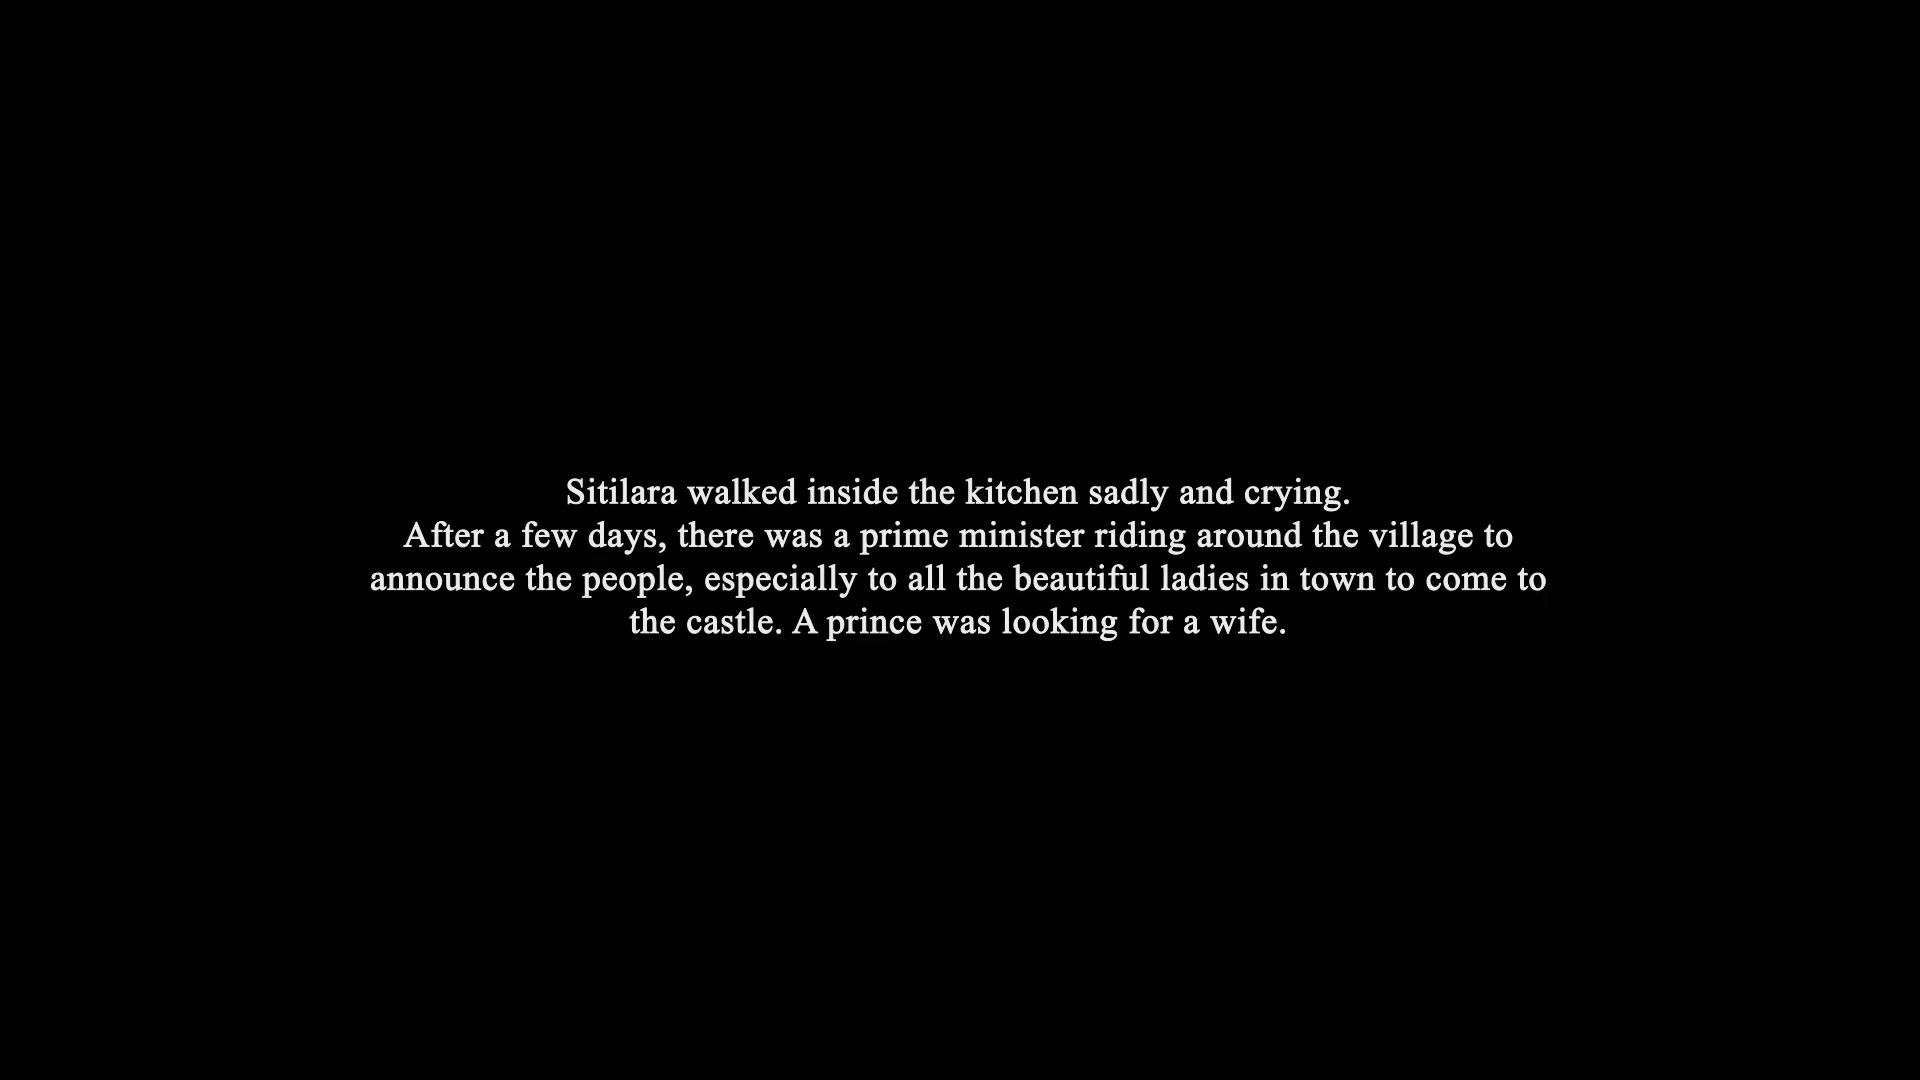 Sitilara walked inside the kitchen sadly and crying.
After a few days, there was a prime minister riding around the village to
announce the people, especially to all the beautiful ladies in town to come to
the castle. A prince was looking for a wife.